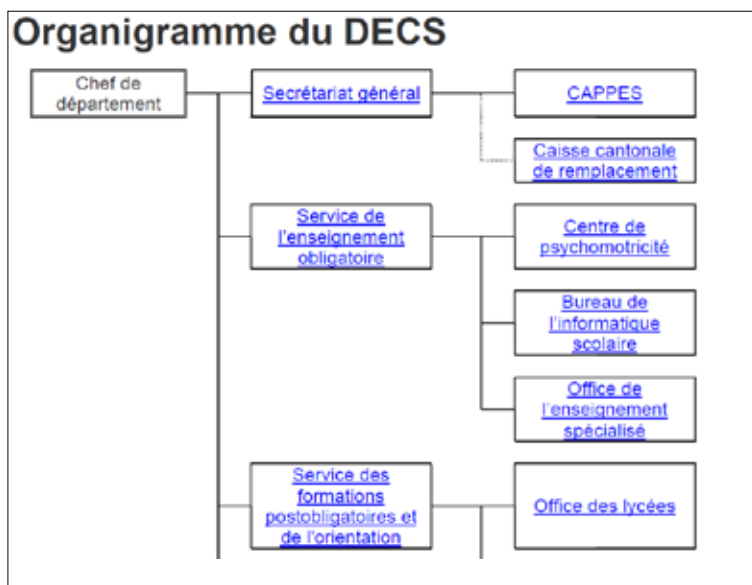 Organigramme du DECS
Chef de
département
Secrétariat général
CAPPES
Caisse cantonale
de remplacement
Service de
l'enseignement
obligatoire
Centre de
psychomotricité
Bureau de
l'informatique
scolaire
Office de
l'enseignement
spécialisé
Service des
formations
postobligatoires et
de l'orientation
Office des lycées